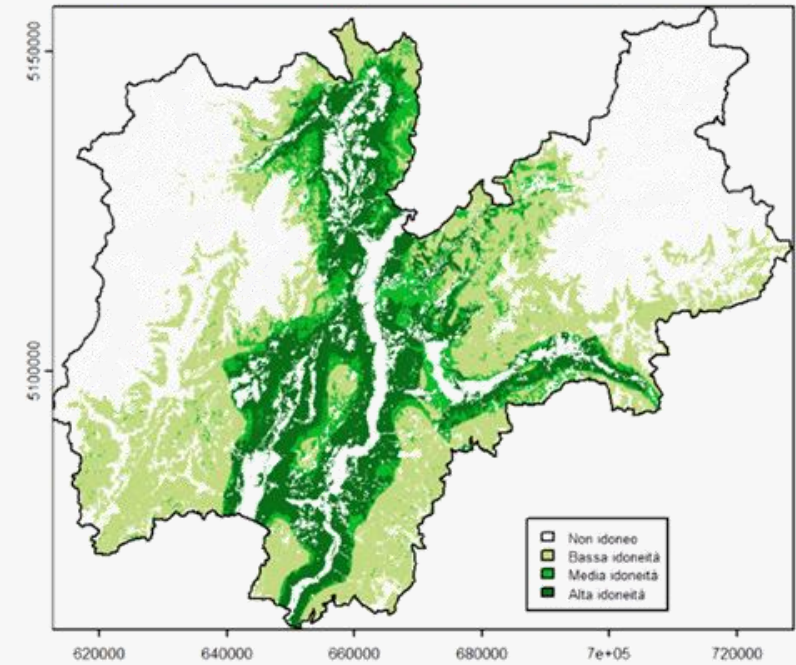 5150000
5100000
Non idoneo
Bassa idoneità
Media idoneità
Alta idoneità
620000 640000 660000 680000 7e+05 720000